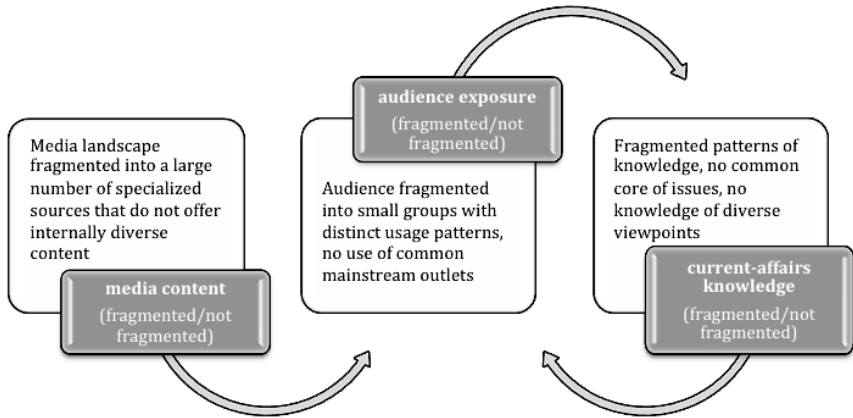 Media landscape
fragmented into a large
number of specialized
sources that do not offer
internally diverse
content
media content
(fragmented/not
fragmented)
audience exposure
(fragmented/not
fragmented)
Audience fragmented
into small groups with
distinct usage patterns,
no use of common
mainstream outlets
Fragmented patterns of
knowledge, no common
core of issues, no
knowledge of diverse
viewpoints
current-affairs
knowledge
(fragmented/not
fragmented)